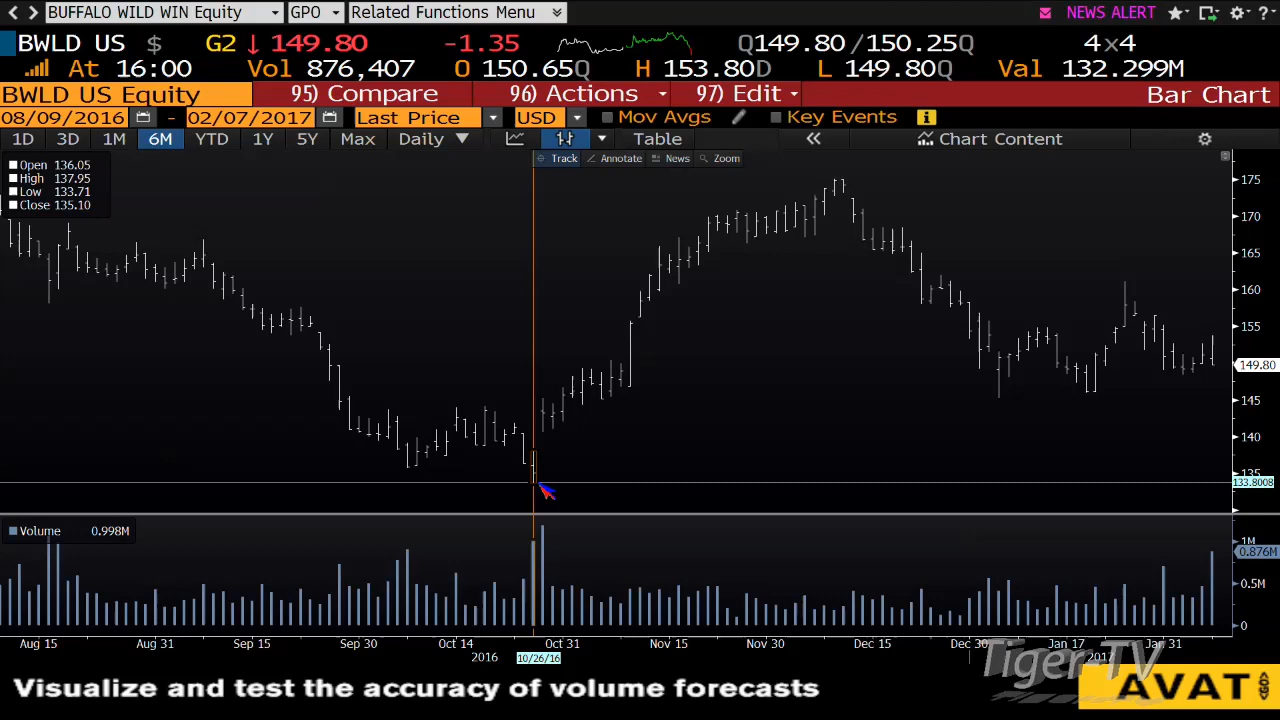 BUFFALO WILD WIN Equity GPO Related Functions Menu NEWS ALERT ?
BWLD US $ G2 ↓ 149.80 -1.35 Q149.80/150.25Q 4x4
At 16:00 Vol 876,407 O 150.65Q H 153.80D L 149.80Q Val 132.299M
BWLD US Equity 95) Compare 96) Actions 97) Edit Bar Chart
08/09/2016 - 02/07/2017 Last Price USD Mov Avgs Key Events
1D 3D 1M 6M YTD 1Y 5Y Max Daily Table « Chart Content
Track Annotate News Zoom
Open 136.05
High 137.95
Low 133.71
Close 135.10
175
170
165
160
155
149.80
145
140
135
133.8008
Volume 0.998M
1M
0.876M
0.5M
0
Aug 15 Aug 31 Sep 15 Sep 30 Oct 14 Oct 31 Nov 15 Nov 30 Dec 15 Dec 30 Jan 17 Jan 31
2016 10/26/16 2017
Tiger-TV
Visualize and test the accuracy of volume forecasts AVAT <GO>